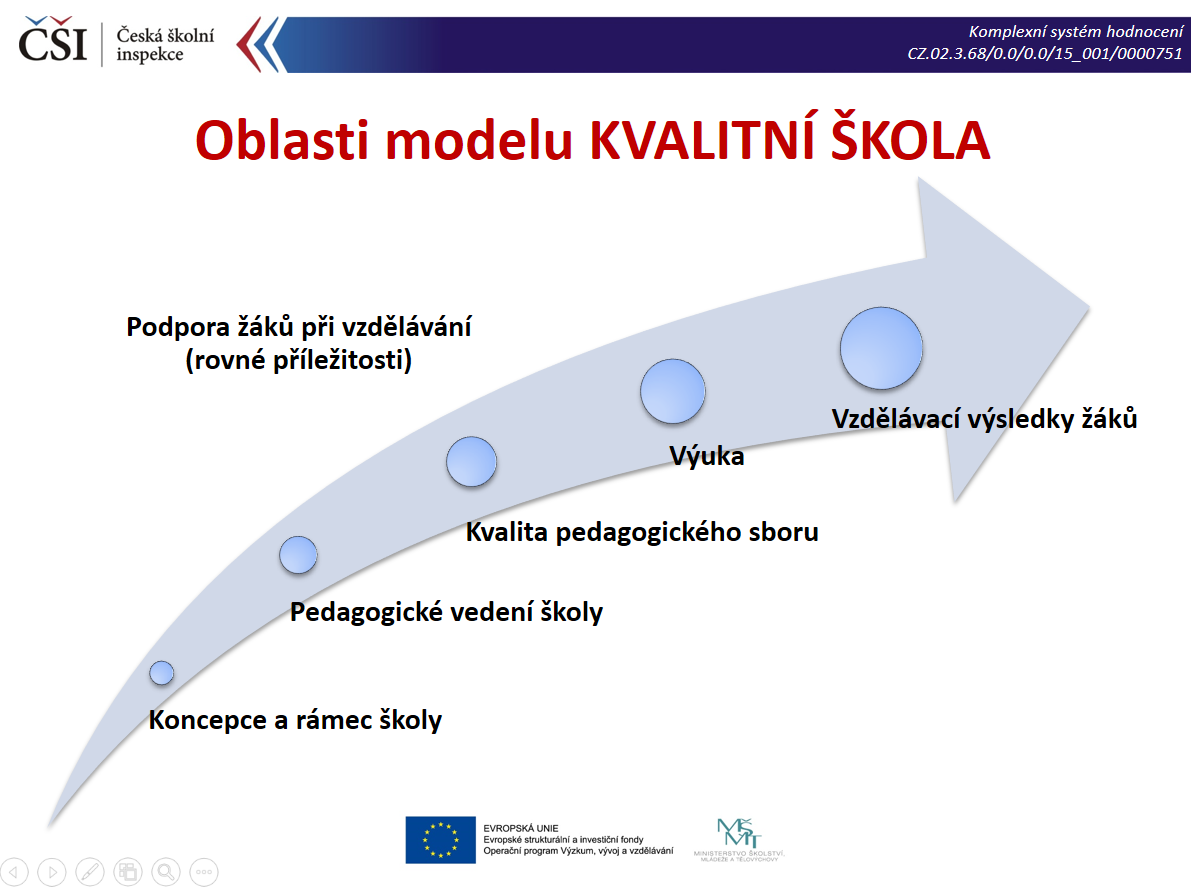 ČŠI
Česká školní
inspekce
Komplexní systém hodnocení
CZ.02.3.68/0.0/0.0/15_001/0000751
Oblasti modelu KVALITNÍ ŠKOLA
Podpora žáků při vzdělávání
(rovné příležitosti)
Vzdělávací výsledky žáků
Výuka
Kvalita pedagogického sboru
Pedagogické vedení školy
Koncepce a rámec školy
EVROPSKÁ UNIE
Evropské strukturální a investiční fondy
Operační program Výzkum, vývoj a vzdělávání
MŠMT
MINISTERSTVO ŠKOLSTVÍ,
MLÁDEŽE A TĚLOVÝCHOVY